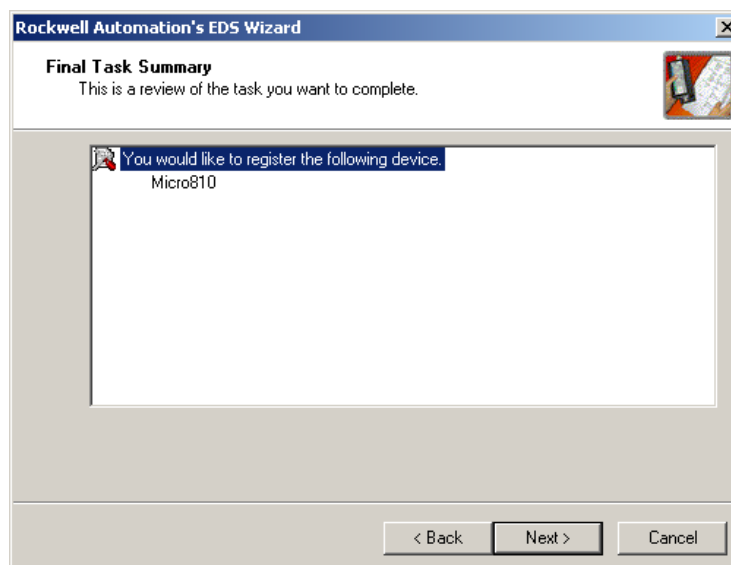 Rockwell Automation's EDS Wizard
Final Task Summary
This is a review of the task you want to complete.
You would like to register the following device.
Micro810
< Back
Next >
Cancel